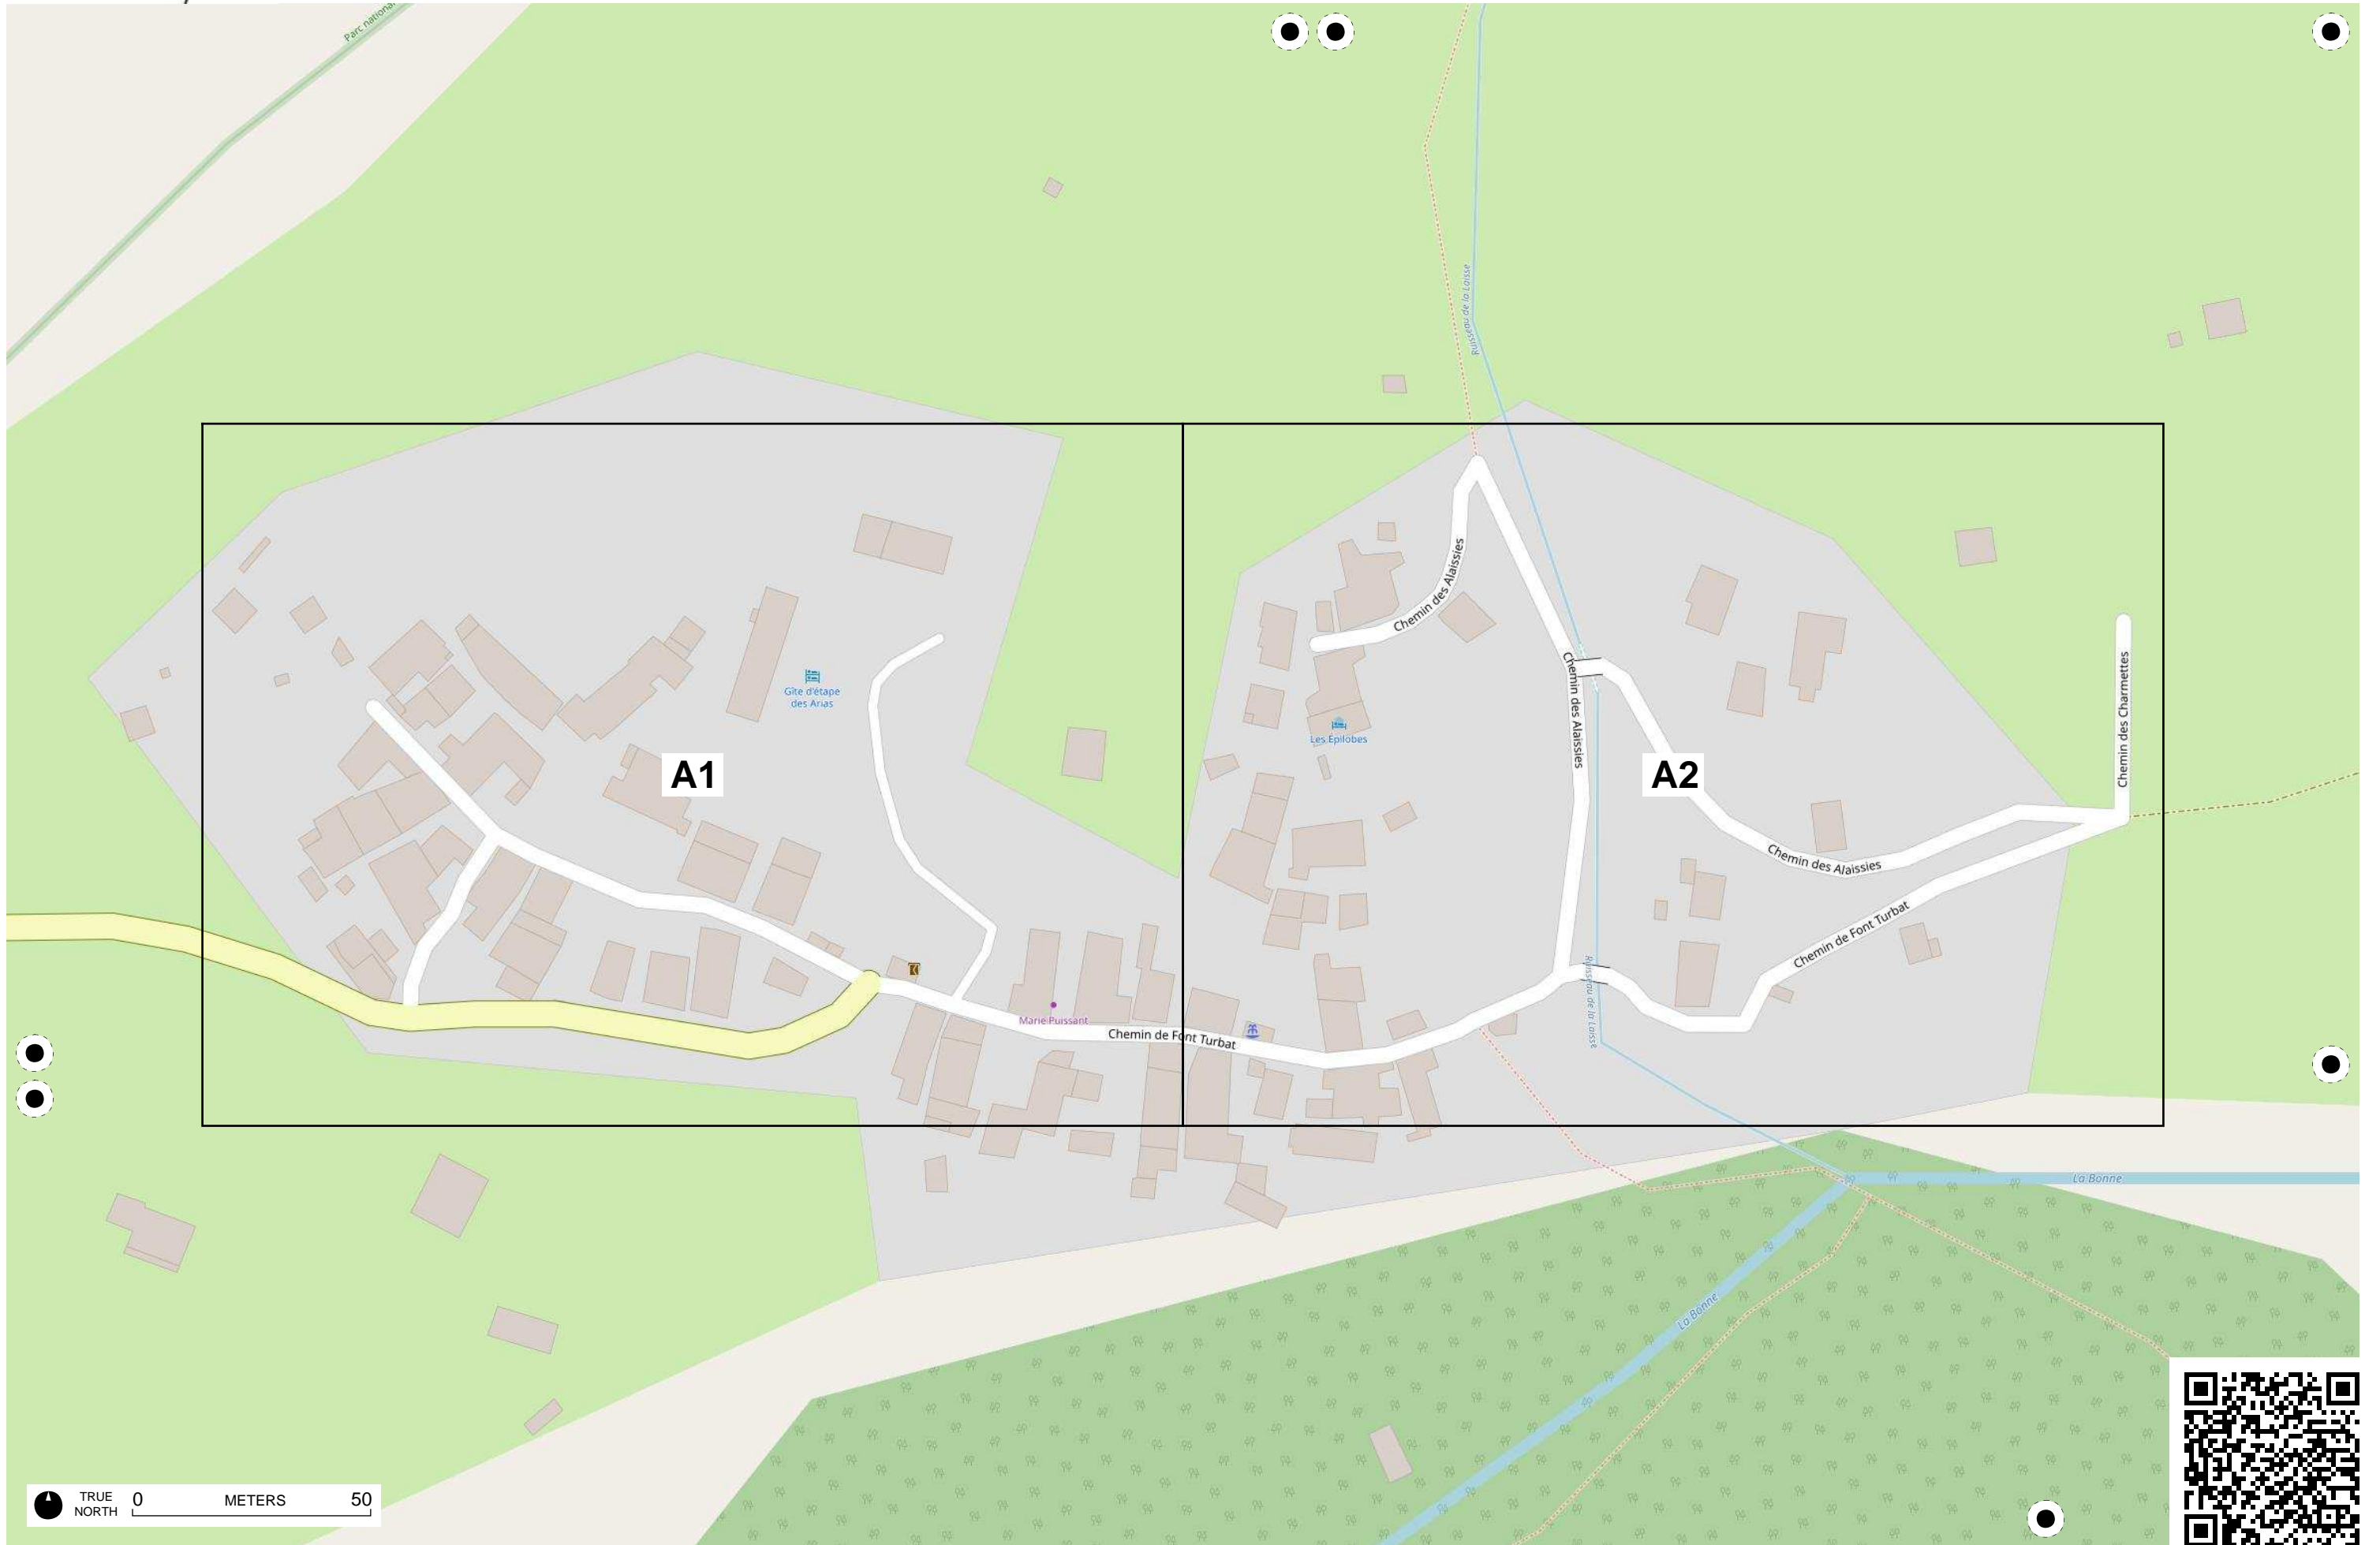 Parc national
Ruisseau de la Laisse
Chemin des Alaissies
Gîte d'étape
des Arias
Chemin des Alaissies
Les Épilobes
Chemin des Charmettes
A1
A2
Chemin des Alaissies
Chemin de Font Turbat
Ruisseau de la Laisse
Marie Puissant
Chemin de Font Turbat
La Bonne
La Bonne
TRUE
NORTH
0 METERS 50